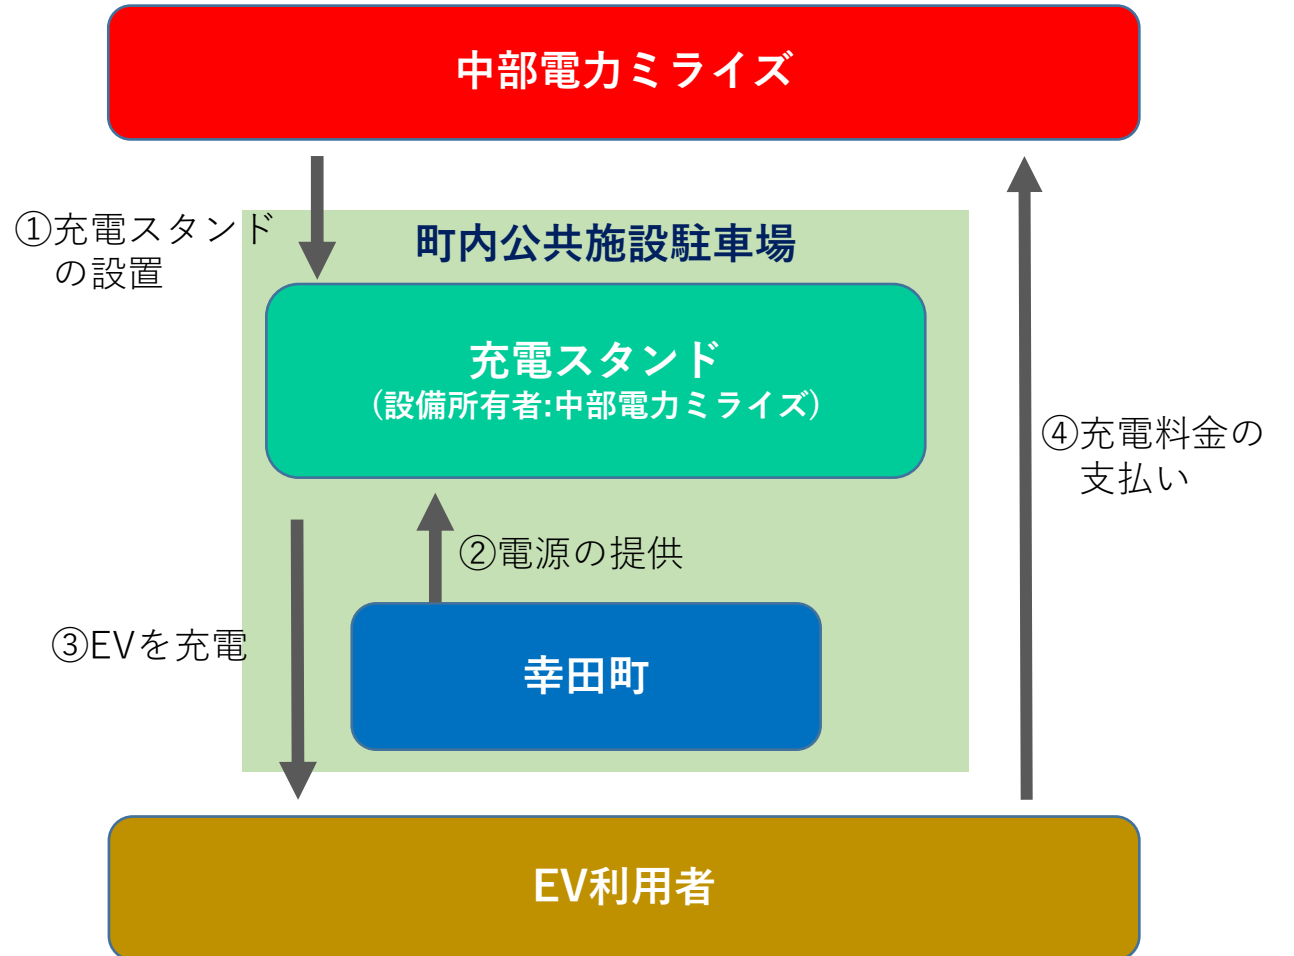 中部電力ミライズ
①充電スタンド
の設置
町内公共施設駐車場
充電スタンド
(設備所有者:中部電力ミライズ)
④充電料金の
支払い
②電源の提供
③EVを充電
幸田町
EV利用者